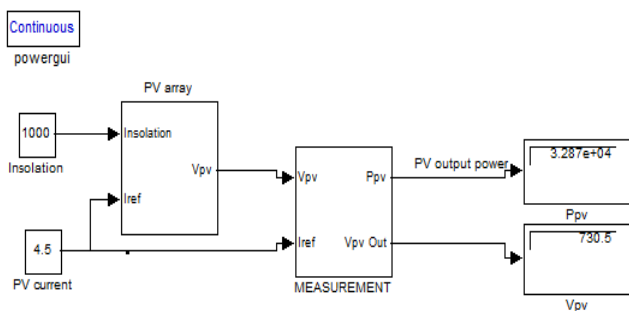 Continuous
powergui
PV array
1000
Insolation
Insolation
Vpv
Iref
4.5
PV current
Vpv
Ppv
Iref
Vpv Out
MEASUREMENT
PV output power
3.287e+04
Ppv
730.5
Vpv